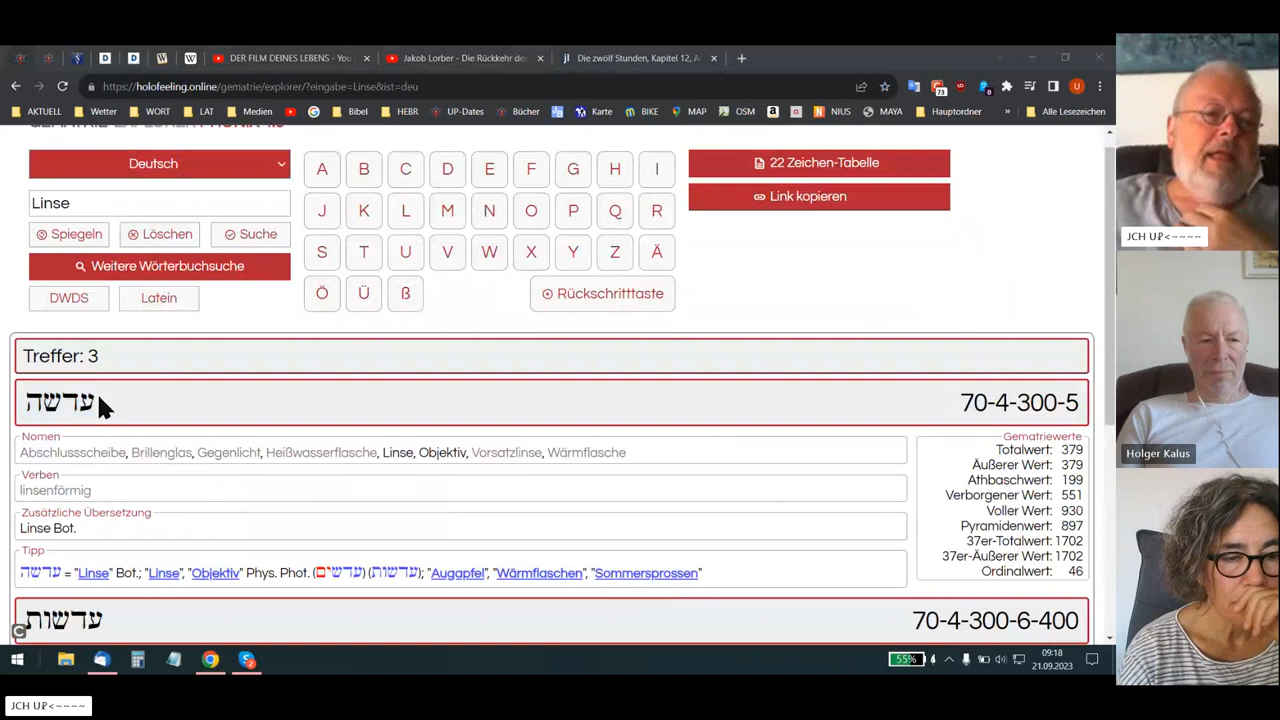 DER FILM DEINES LEBENS - You
Jakob Lorber - Die Rückkehr des
Die zwölf Stunden, Kapitel 12, A
https://holofeeling.online/gematrie/explorer/?eingabe=Linse&ist=deu
73
U
AKTUELL Wetter WORT LAT Medien Bibel HEBR UP-Dates Bücher Karte BIKE MAP OSM NIUS MAYA Hauptordner » Alle Lesezeichen
Deutsch
Linse
Spiegeln Löschen Suche
Weitere Wörterbuchsuche
DWDS Latein
A B C D E F G H I
J K L M N O P Q R
S T U V W X Y Z Ä
Ö Ü ß Rückschritttaste
22 Zeichen-Tabelle
Link kopieren
Treffer: 3
עדשה 70-4-300-5
Nomen
Abschlussscheibe, Brillenglas, Gegenlicht, Heißwasserflasche, Linse, Objektiv, Vorsatzlinse, Wärmflasche
Verben
linsenförmig
Zusätzliche Übersetzung
Linse Bot.
Tipp
עדשה = "Linse" Bot.; "Linse", "Objektiv" Phys. Phot. (עדשים) (עדשות); "Augapfel", "Wärmflaschen", "Sommersprossen"
Gematriewerte
Totalwert: 379
Äußerer Wert: 379
Athbaschwert: 199
Verborgener Wert: 551
Voller Wert: 930
Pyramidenwert: 897
37er-Totalwert: 1702
37er-Äußerer Wert: 1702
Ordinalwert: 46
עדשות 70-4-300-6-400
55%
09:18
21.09.2023
JCH UP<~~~~
Holger Kalus
JCH UP<~~~~